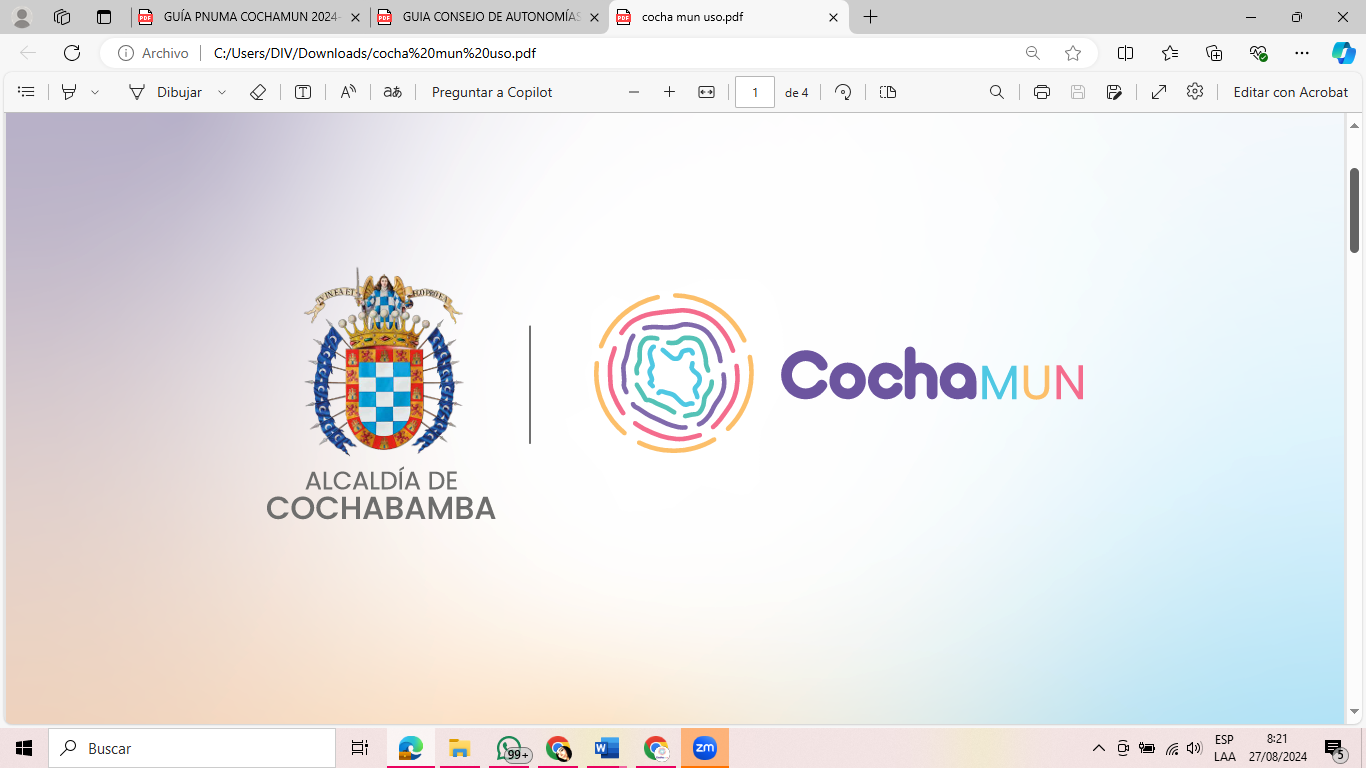 GUÍA PNUMA COCHAMUN 2024-
GUIA CONSEJO DE AUTONOMÍAS
cocha mun uso.pdf
Archivo
C:/Users/DIV/Downloads/cocha%20mun%20uso.pdf
Dibujar
Preguntar a Copilot
1
de 4
Editar con Acrobat
ALCALDÍA DE
COCHABAMBA
CochaMUN
Buscar
99+
W
zm
ESP
LAA
8:21
27/08/2024
5